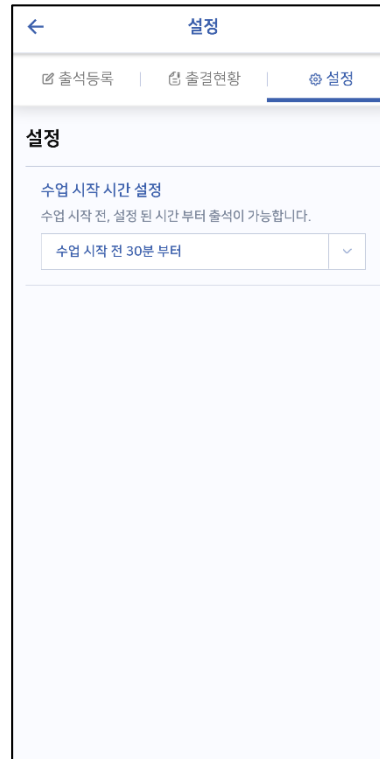 설정
출석등록
출결현황
설정
설정
수업 시작 시간 설정
수업 시작 전, 설정 된 시간 부터 출석이 가능합니다.
수업 시작 전 30분 부터